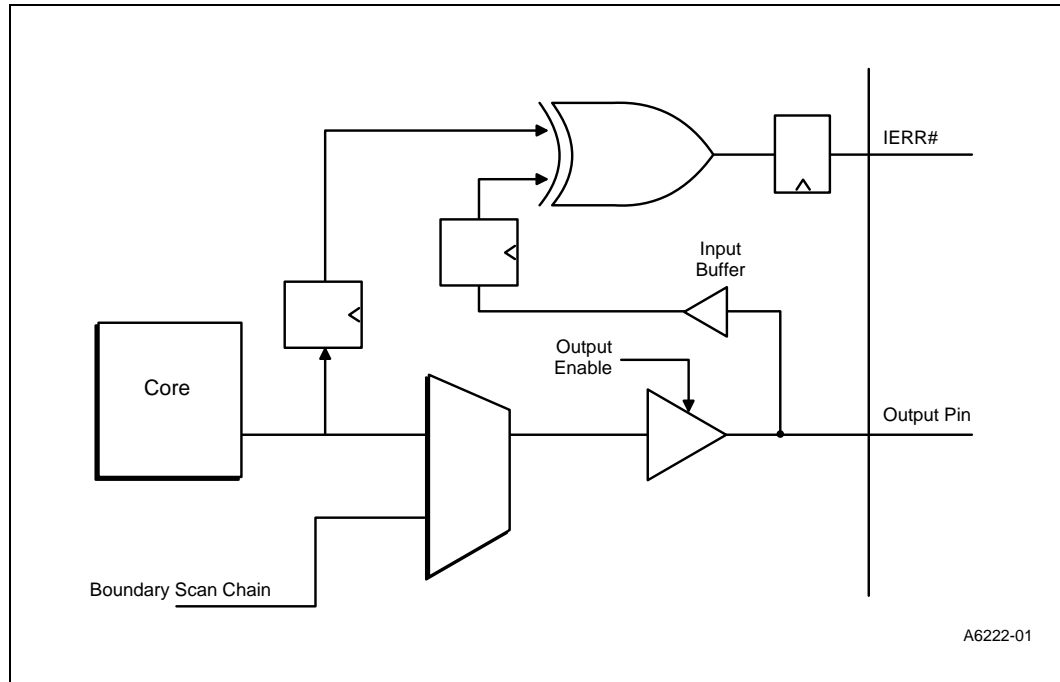 IERR#
Input
Buffer
Output
Enable
Core
Output Pin
Boundary Scan Chain
A6222-01